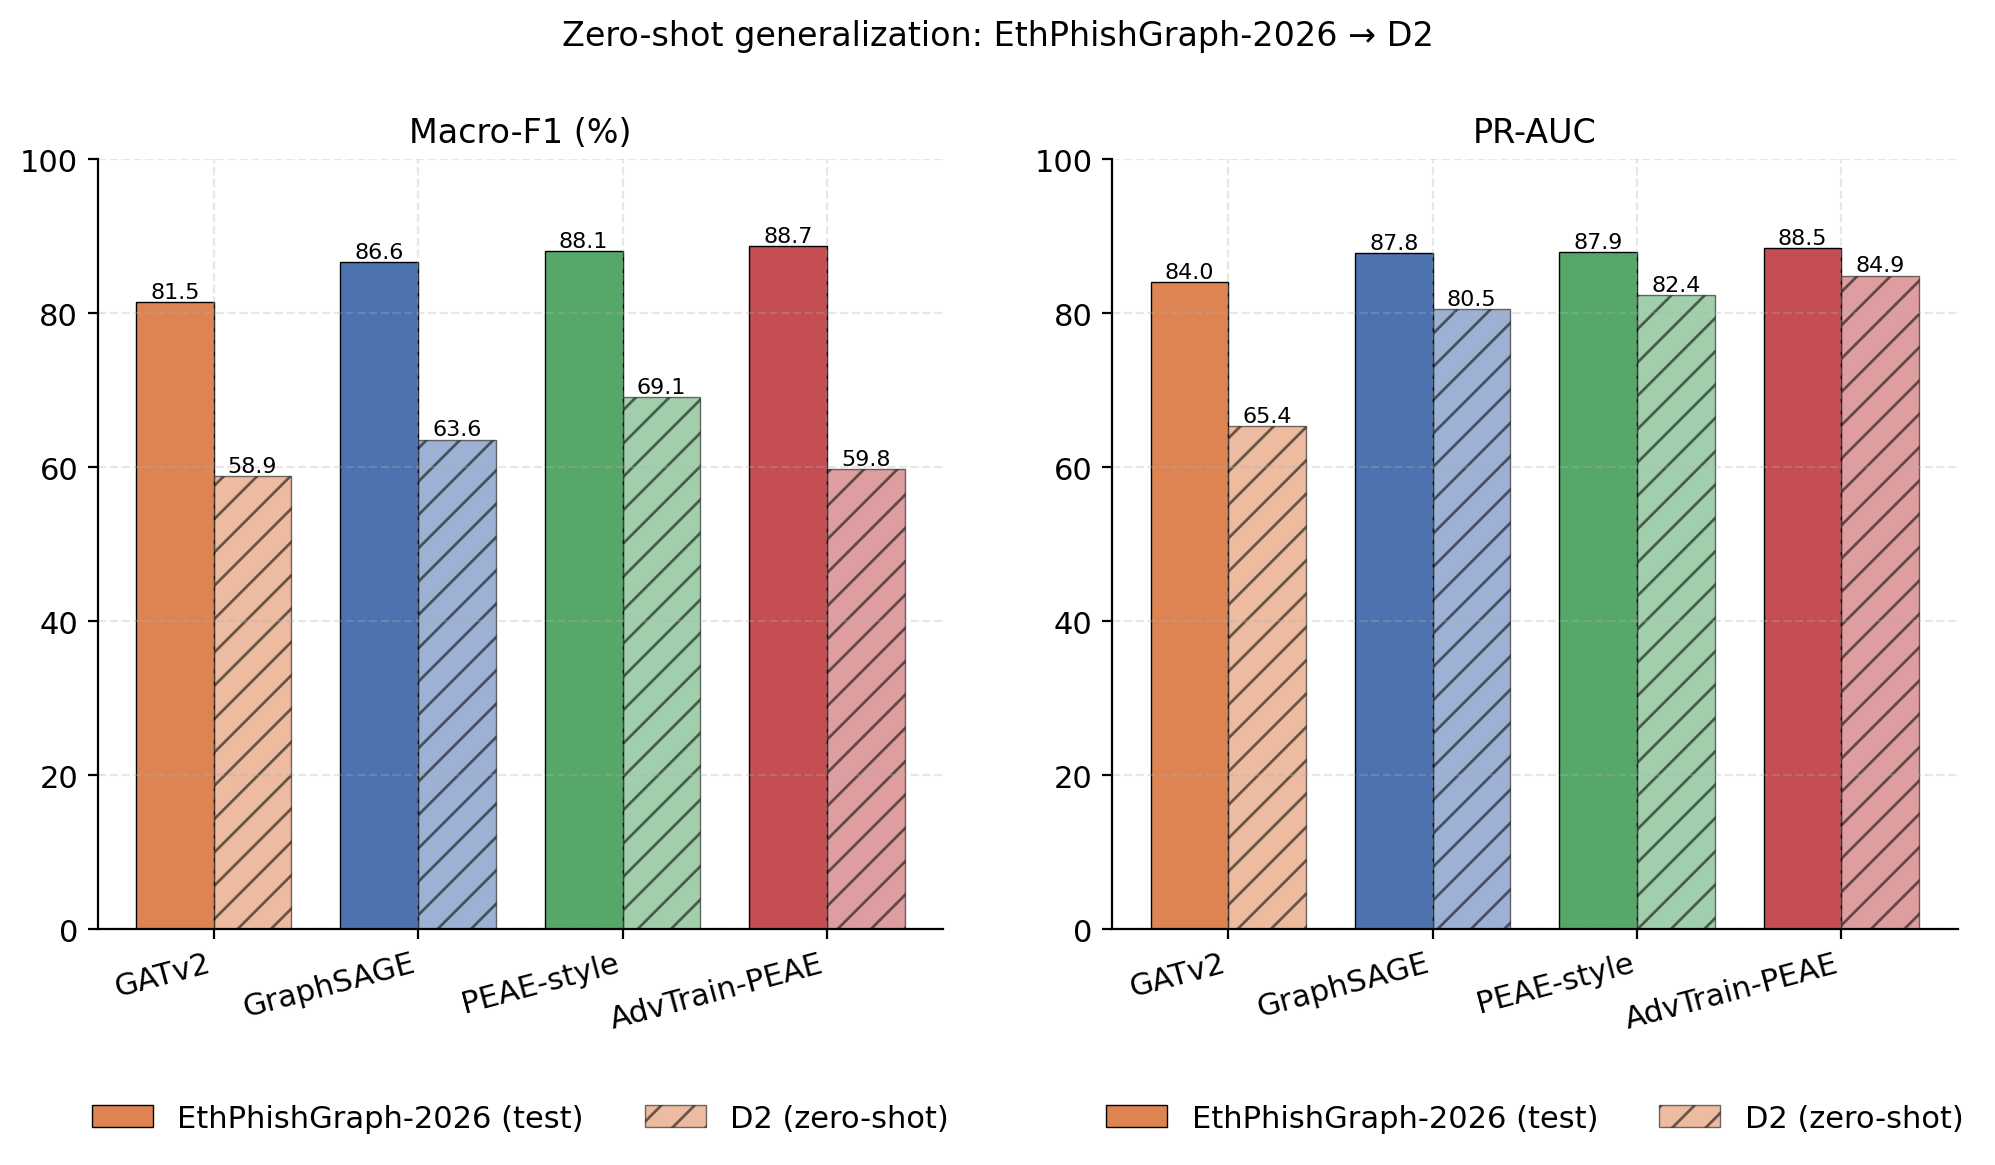 Zero-shot generalization: EthPhishGraph-2026 → D2
Macro-F1 (%)
100
80
60
40
20
0
81.5
58.9
86.6
63.6
88.1
69.1
88.7
59.8
GATv2
GraphSAGE
PEAE-style
AdvTrain-PEAE
EthPhishGraph-2026 (test)
D2 (zero-shot)
PR-AUC
100
80
60
40
20
0
84.0
65.4
87.8
80.5
87.9
82.4
88.5
84.9
GATv2
GraphSAGE
PEAE-style
AdvTrain-PEAE
EthPhishGraph-2026 (test)
D2 (zero-shot)